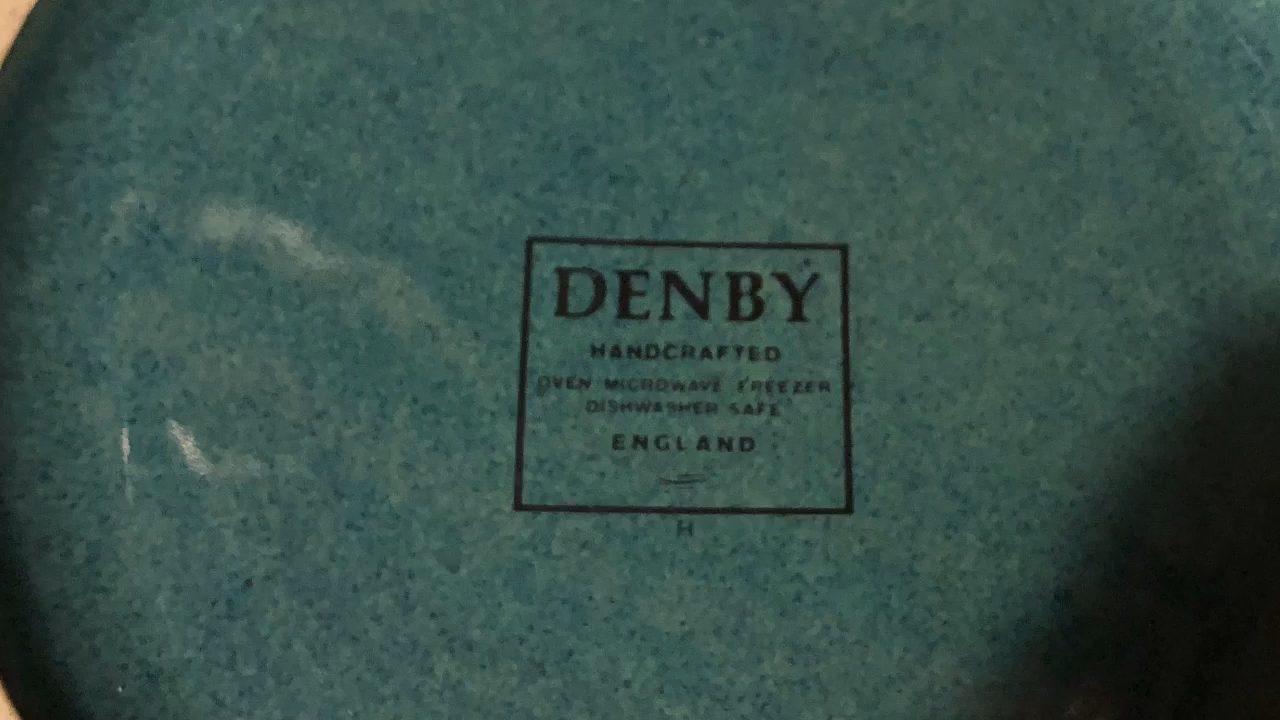 DENBY
HANDCRAFTED
OVEN MICROWAVE FREEZER
DISHWASHER SAFE
ENGLAND
H